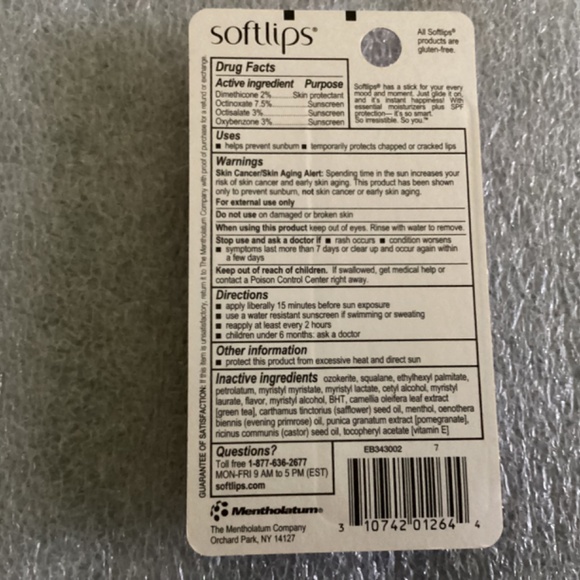 softlips®
All Softlips®
products are
gluten-free.
Drug Facts
Active ingredient Purpose
Dimethicone 2%..............Skin protectant
Octinoxate 7.5%....................Sunscreen
Octisalate 3%........................Sunscreen
Oxybenzone 3%....................Sunscreen
Softlips® has a stick for your every
mood and moment. Just glide it on,
and it's instant happiness! With
essential moisturizers plus SPF
protection— it's so smart.
So irresistible. So you.™
Uses
■ helps prevent sunburn ■ temporarily protects chapped or cracked lips
Warnings
Skin Cancer/Skin Aging Alert: Spending time in the sun increases your
risk of skin cancer and early skin aging. This product has been shown
only to prevent sunburn, not skin cancer or early skin aging.
For external use only
Do not use on damaged or broken skin
When using this product keep out of eyes. Rinse with water to remove.
Stop use and ask a doctor if ■ rash occurs ■ condition worsens
■ symptoms last more than 7 days or clear up and occur again within
a few days
Keep out of reach of children. If swallowed, get medical help or
contact a Poison Control Center right away.
Directions
■ apply liberally 15 minutes before sun exposure
■ use a water resistant sunscreen if swimming or sweating
■ reapply at least every 2 hours
■ children under 6 months: ask a doctor
Other information
■ protect this product from excessive heat and direct sun
Inactive ingredients ozokerite, squalane, ethylhexyl palmitate,
petrolatum, myristyl myristate, myristyl lactate, cetyl alcohol, myristyl
laurate, flavor, myristyl alcohol, BHT, camellia oleifera leaf extract
[green tea], carthamus tinctorius (safflower) seed oil, menthol, oenothera
biennis (evening primrose) oil, punica granatum extract [pomegranate],
ricinus communis (castor) seed oil, tocopheryl acetate [vitamin E]
Questions?
Toll free 1-877-636-2677
MON-FRI 9 AM to 5 PM (EST)
softlips.com
EB343002 7
Mentholatum®
The Mentholatum Company
Orchard Park, NY 14127
3 10742 01264 4
GUARANTEE OF SATISFACTION: If this item is unsatisfactory, return it to The Mentholatum Company with proof of purchase for a refund or exchange.